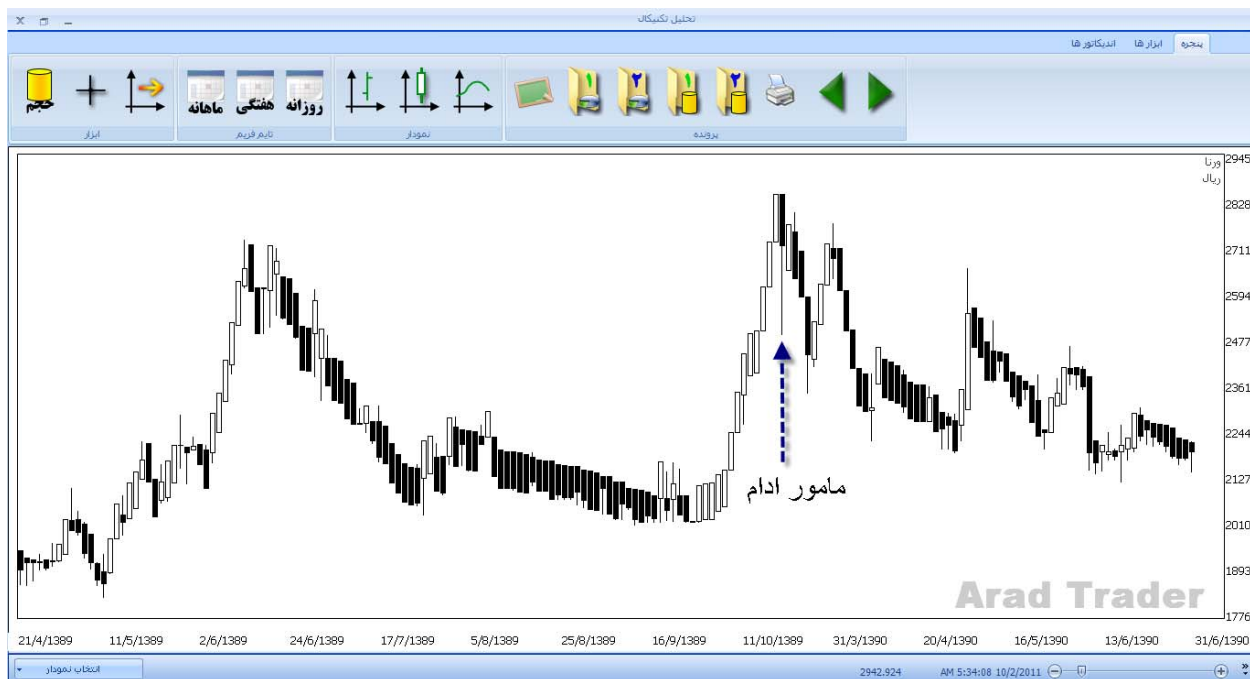 تحلیل تکنیکال
پنجره ابزار ها اندیکاتور ها
۱ ۲ ۱ ۲
پرونده
نمودار
روزانه هفتگی ماهانه
تایم فریم
حجم
ابزار
ورنا
ریال
2945
2828
2711
2594
2477
2361
2244
2127
2010
1893
1776
مامور ادام
Arad Trader
21/4/1389 11/5/1389 2/6/1389 24/6/1389 17/7/1389 5/8/1389 25/8/1389 16/9/1389 11/10/1389 31/3/1390 20/4/1390 16/5/1390 13/6/1390 31/6/1390
انتخاب نمودار 2942.924 AM 5:34:08 10/2/2011